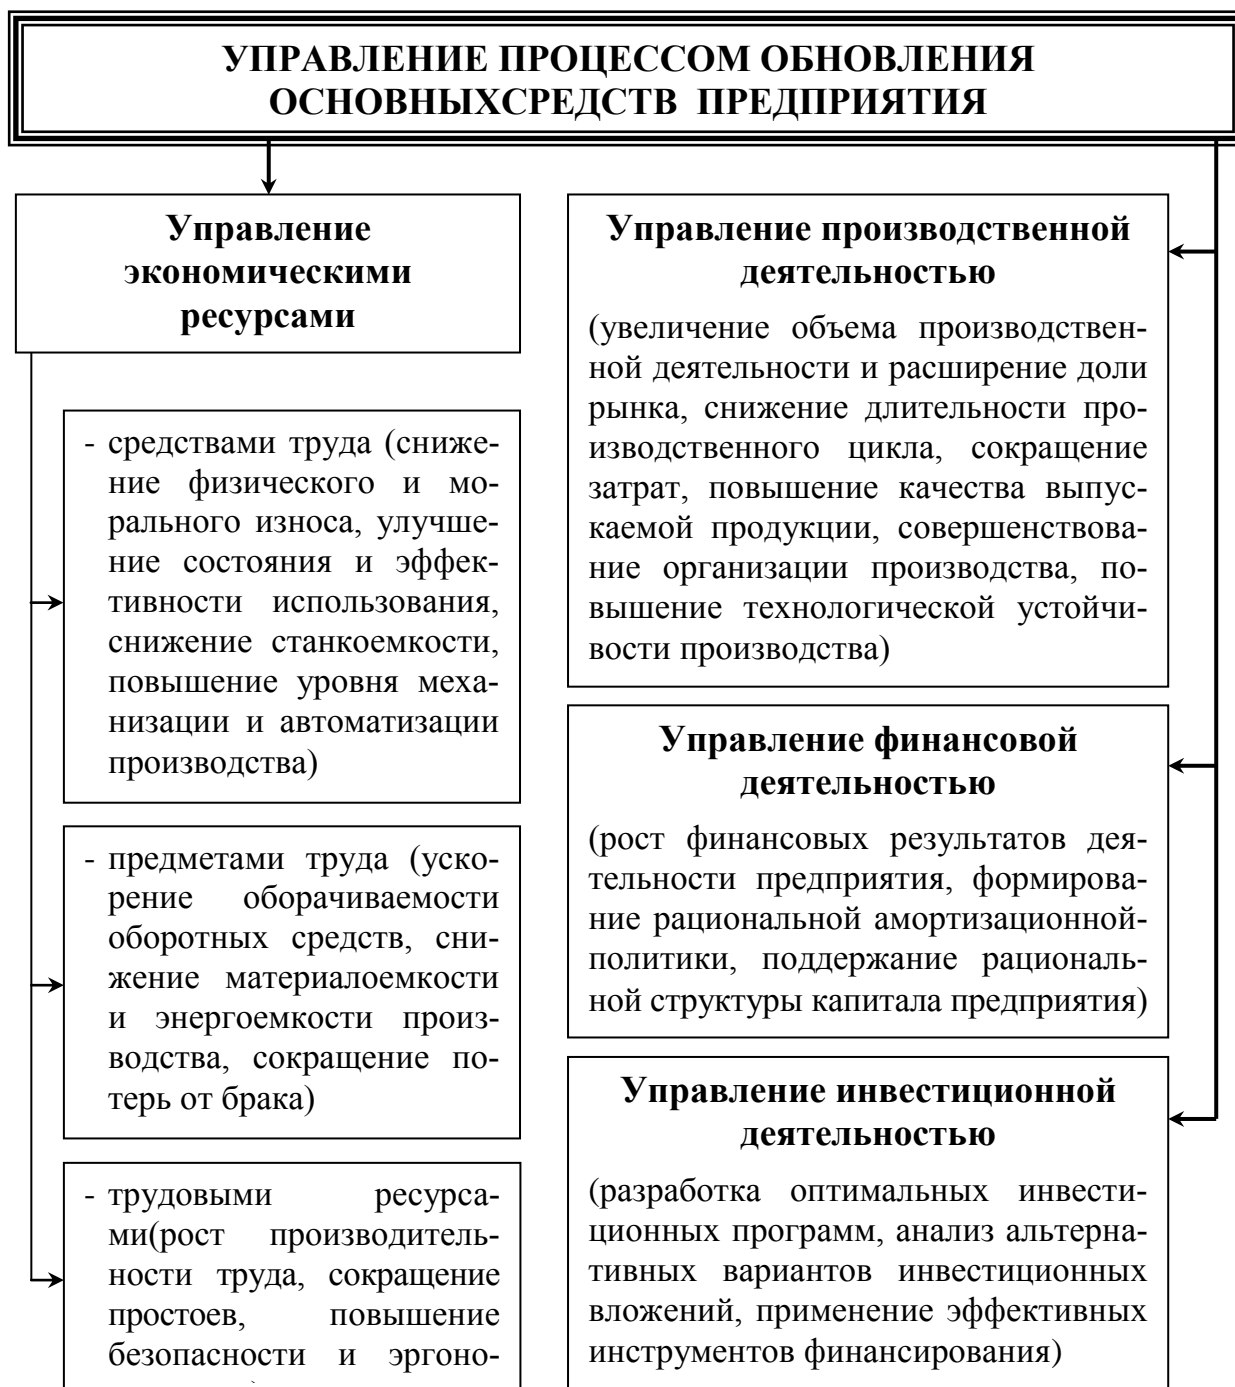 УПРАВЛЕНИЕ ПРОЦЕССОМ ОБНОВЛЕНИЯ
ОСНОВНЫХСРЕДСТВ ПРЕДПРИЯТИЯ
Управление
экономическими
ресурсами
- средствами труда (сниже-
ние физического и мо-
рального износа, улучше-
ние состояния и эффек-
тивности использования,
снижение станкоемкости,
повышение уровня меха-
низации и автоматизации
производства)
- предметами труда (уско-
рение оборачиваемости
оборотных средств, сни-
жение материалоемкости
и энергоемкости произ-
водства, сокращение по-
терь от брака)
- трудовыми ресурса-
ми(рост производитель-
ности труда, сокращение
простоев, повышение
безопасности и эргоно-
Управление производственной
деятельностью
(увеличение объема производствен-
ной деятельности и расширение доли
рынка, снижение длительности про-
изводственного цикла, сокращение
затрат, повышение качества выпус-
каемой продукции, совершенствова-
ние организации производства, по-
вышение технологической устойчи-
вости производства)
Управление финансовой
деятельностью
(рост финансовых результатов дея-
тельности предприятия, формирова-
ние рациональной амортизационной-
политики, поддержание рациональ-
ной структуры капитала предприятия)
Управление инвестиционной
деятельностью
(разработка оптимальных инвести-
ционных программ, анализ альтерна-
тивных вариантов инвестиционных
вложений, применение эффективных
инструментов финансирования)